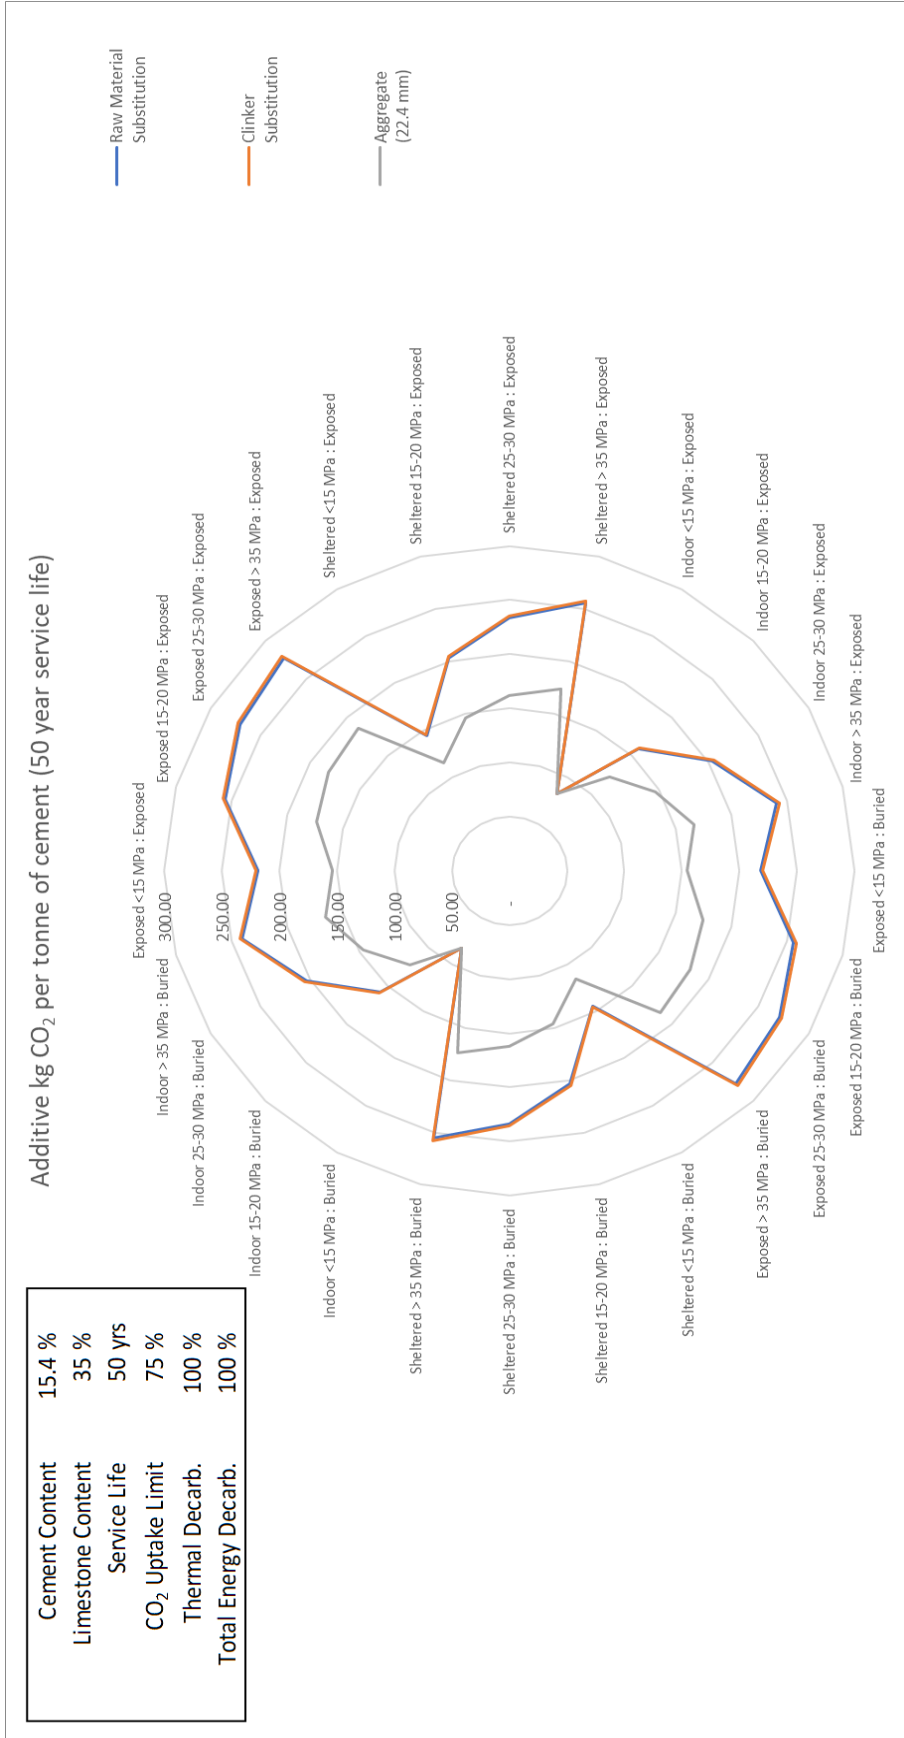 Cement Content 15.4 %
Limestone Content 35 %
Service Life 50 yrs
CO₂ Uptake Limit 75 %
Thermal Decarb. 100 %
Total Energy Decarb. 100 %
Additive kg CO₂ per tonne of cement (50 year service life)
Raw Material
Substitution
Clinker
Substitution
Aggregate
(22.4 mm)
300.00
250.00
200.00
150.00
100.00
50.00
-
Exposed <15 MPa : Exposed
Exposed 15-20 MPa : Exposed
Exposed 25-30 MPa : Exposed
Exposed > 35 MPa : Exposed
Sheltered <15 MPa : Exposed
Sheltered 15-20 MPa : Exposed
Sheltered 25-30 MPa : Exposed
Sheltered > 35 MPa : Exposed
Indoor <15 MPa : Exposed
Indoor 15-20 MPa : Exposed
Indoor 25-30 MPa : Exposed
Indoor > 35 MPa : Exposed
Exposed <15 MPa : Buried
Exposed 15-20 MPa : Buried
Exposed 25-30 MPa : Buried
Exposed > 35 MPa : Buried
Sheltered <15 MPa : Buried
Sheltered 15-20 MPa : Buried
Sheltered 25-30 MPa : Buried
Sheltered > 35 MPa : Buried
Indoor <15 MPa : Buried
Indoor 15-20 MPa : Buried
Indoor 25-30 MPa : Buried
Indoor > 35 MPa : Buried